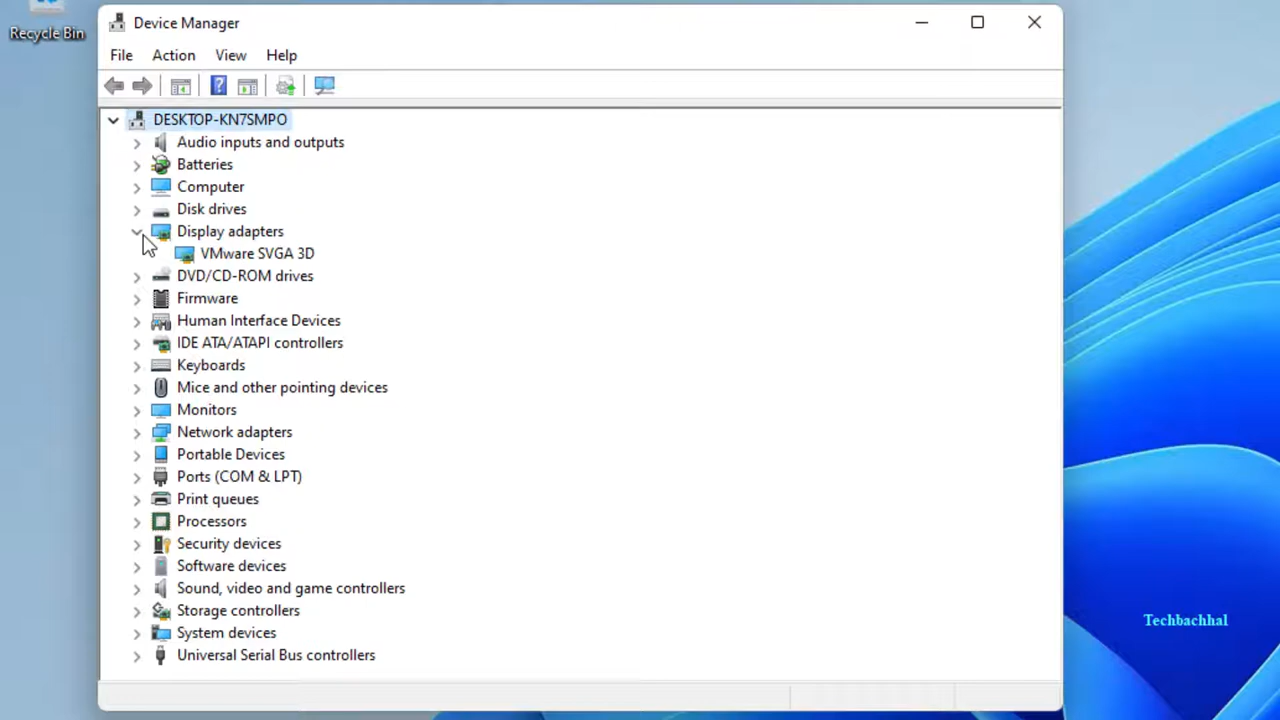 Recycle Bin
Device Manager
File Action View Help
DESKTOP-KN7SMPO
Audio inputs and outputs
Batteries
Computer
Disk drives
Display adapters
VMware SVGA 3D
DVD/CD-ROM drives
Firmware
Human Interface Devices
IDE ATA/ATAPI controllers
Keyboards
Mice and other pointing devices
Monitors
Network adapters
Portable Devices
Ports (COM & LPT)
Print queues
Processors
Security devices
Software devices
Sound, video and game controllers
Storage controllers
System devices
Universal Serial Bus controllers
Techbachhal